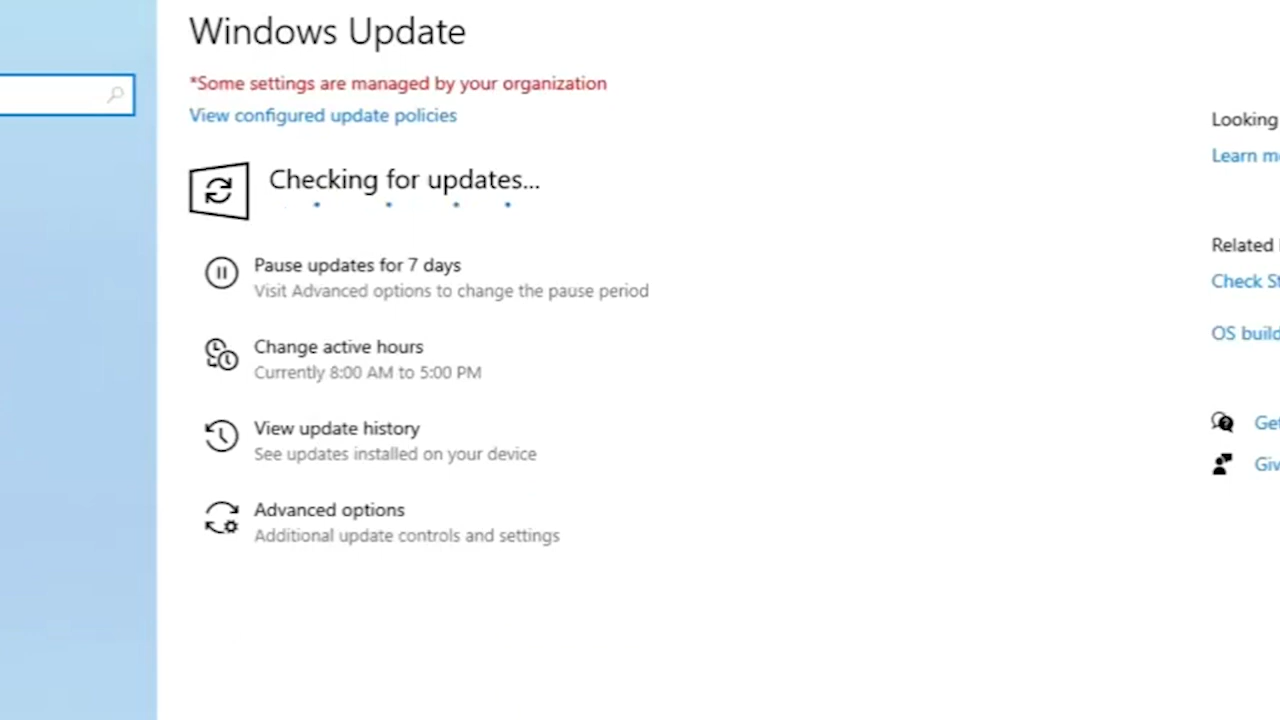 Windows Update
*Some settings are managed by your organization
View configured update policies
Looking
Learn
Checking for updates...
Related
Check
OS
Pause updates for 7 days
Visit Advanced options to change the pause period
Change active hours
Currently 8:00 AM to 5:00 PM
View update history
See updates installed on your device
Advanced options
Additional update controls and settings